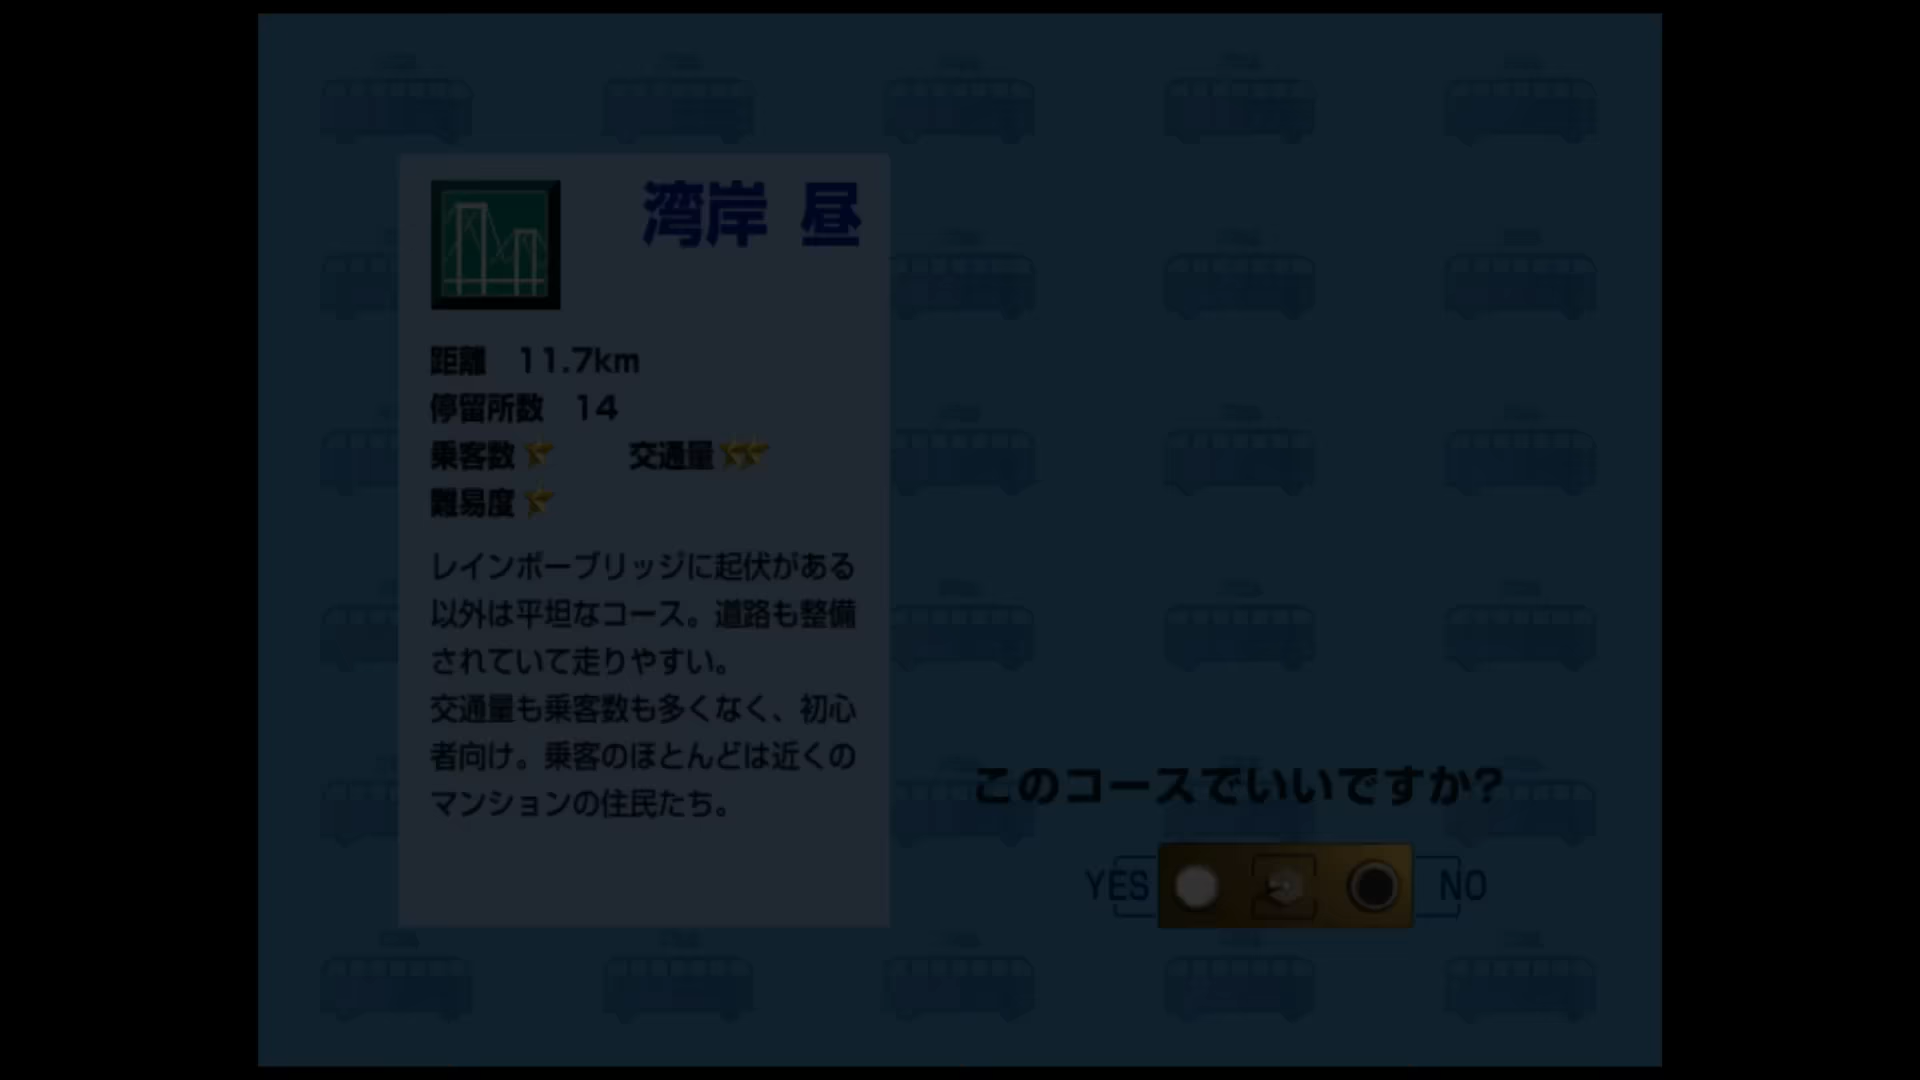 湾岸 昼
距離 11.7km
停留所数 14
乗客数★ 交通量★★
難易度★
レインボーブリッジに起伏がある
以外は平坦なコース。道路も整備
されていて走りやすい。
交通量も乗客数も多くなく、初心
者向け。乗客のほとんどは近くの
マンションの住民たち。
このコースでいいですか?
YES NO